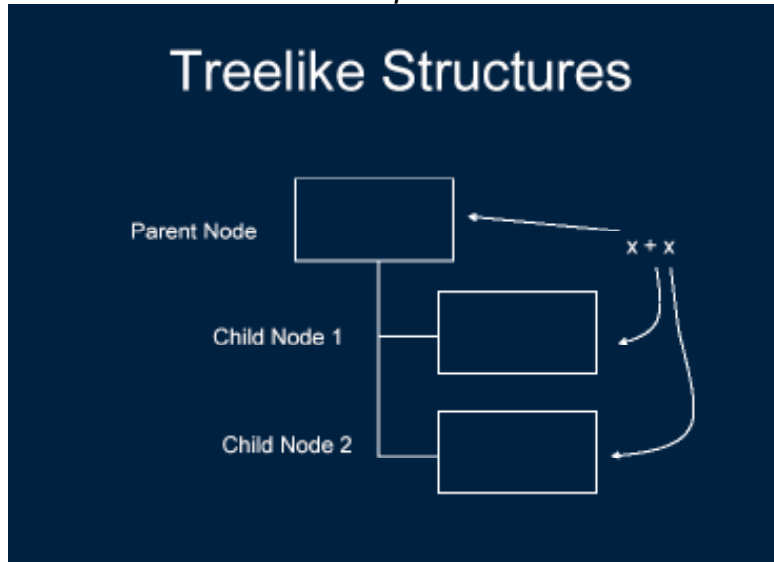 Treelike Structures
Parent Node
x + x
Child Node 1
Child Node 2